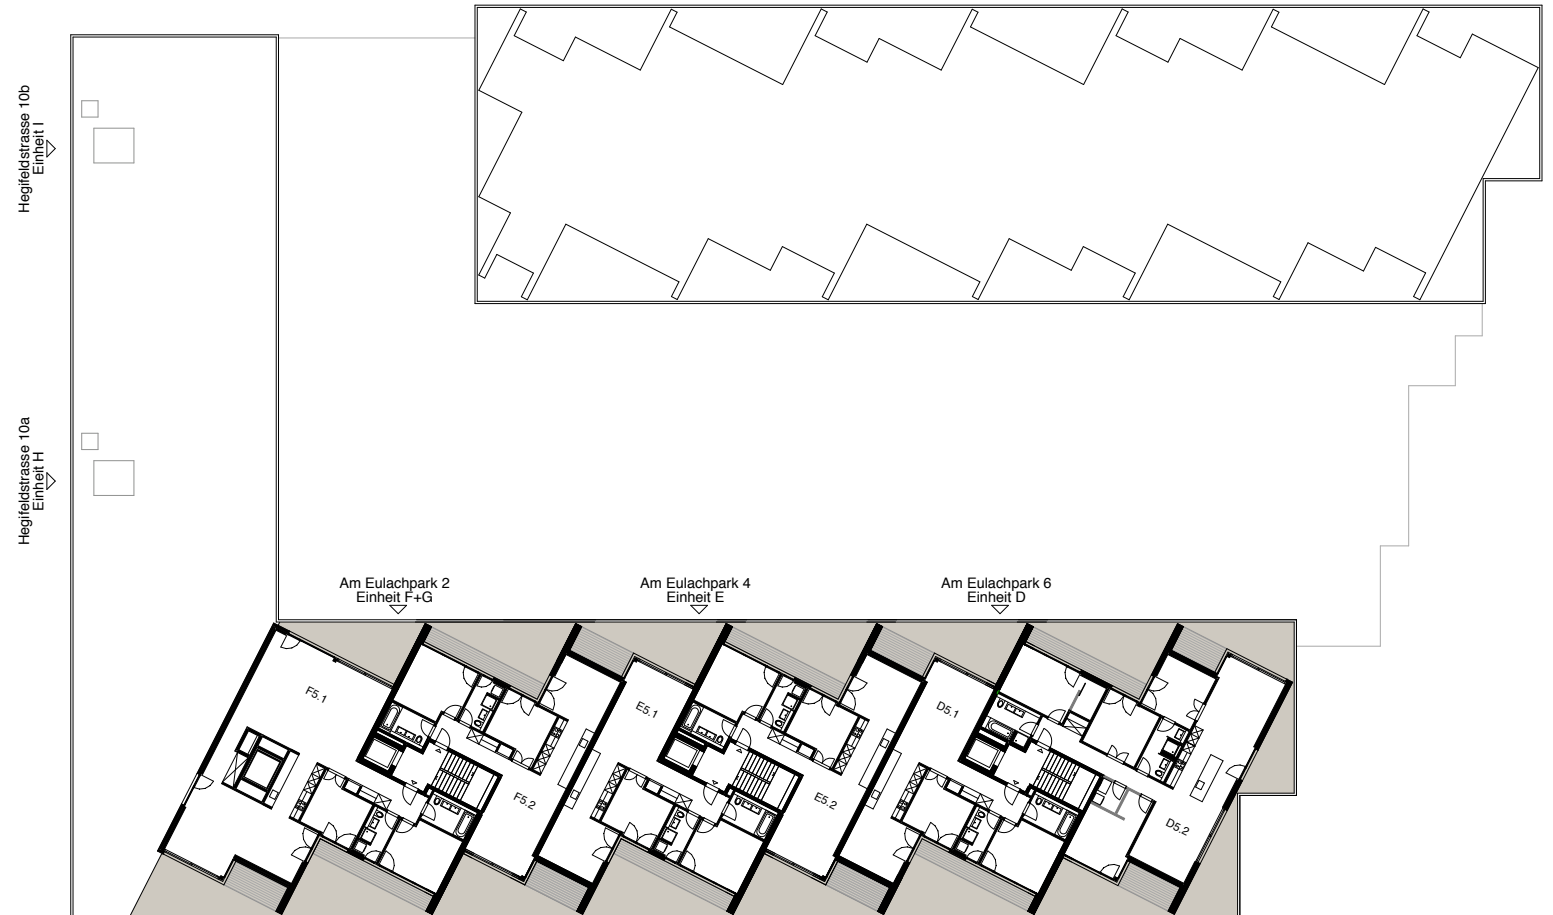 Hegifeldstrasse 10b
Einheit I
Hegifeldstrasse 10a
Einheit H
Am Eulachpark 2
Einheit F+G
Am Eulachpark 4
Einheit E
Am Eulachpark 6
Einheit D
F5.1
E5.1
D5.1
F5.2
E5.2
D5.2